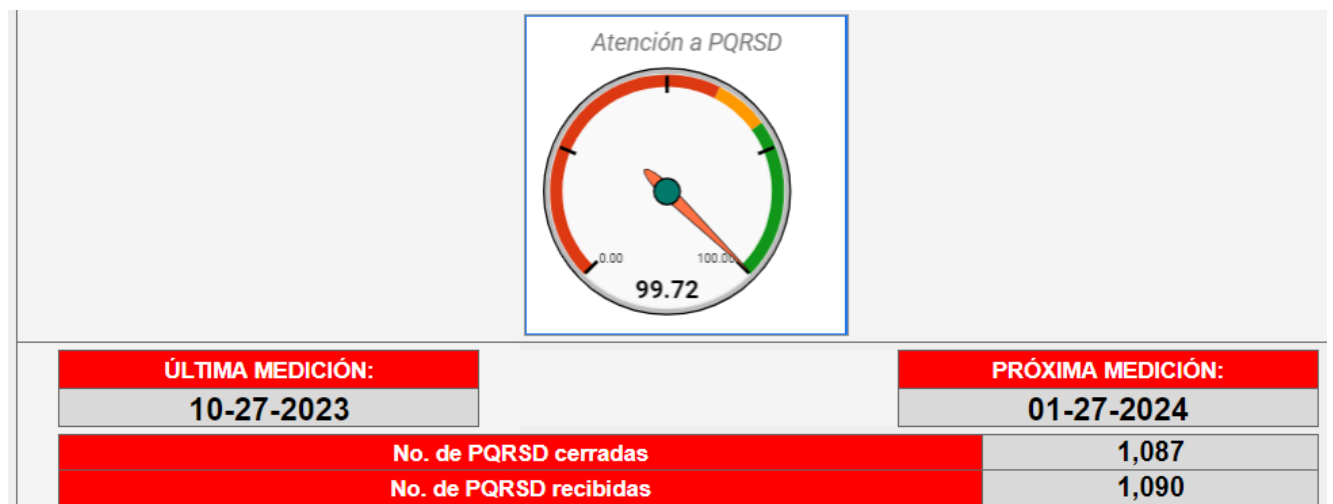 Atención a PQRSD
0.00 100.00
99.72
ÚLTIMA MEDICIÓN: PRÓXIMA MEDICIÓN:
10-27-2023 01-27-2024
No. de PQRSD cerradas 1,087
No. de PQRSD recibidas 1,090